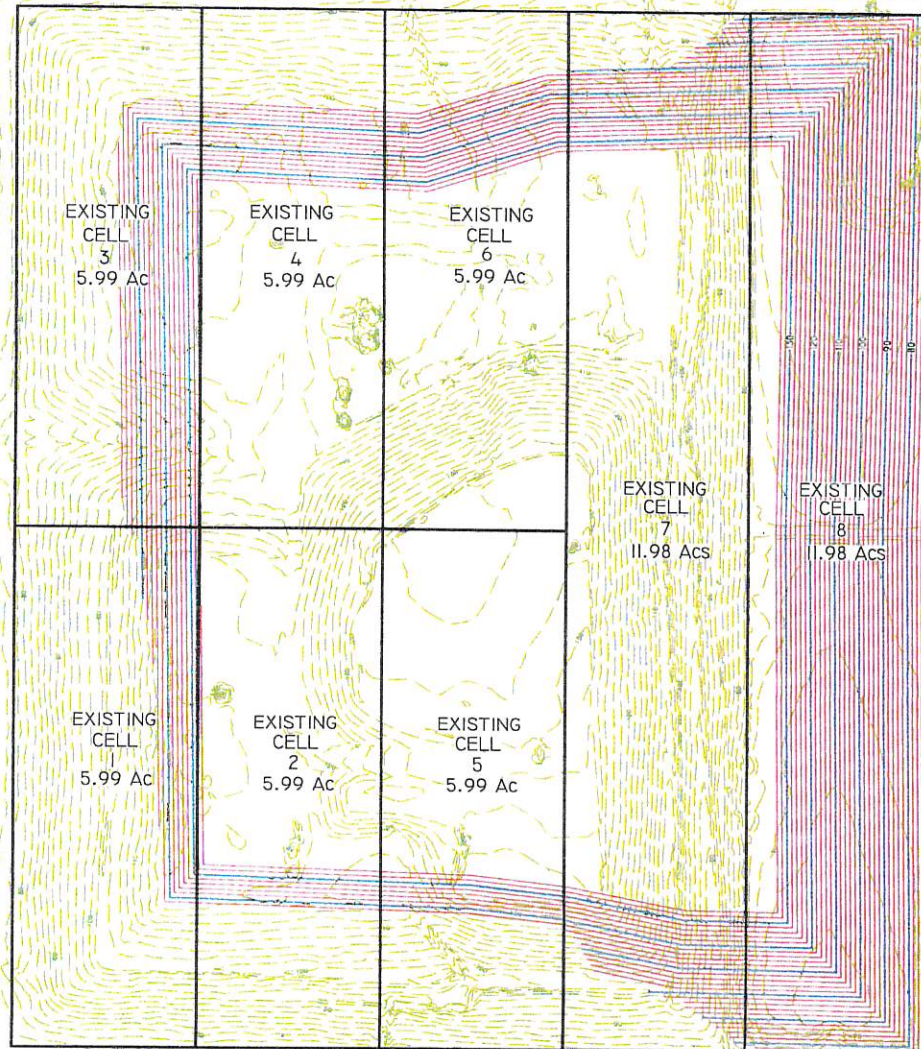 EXISTING
CELL
3
5.99 Ac
EXISTING
CELL
4
5.99 Ac
EXISTING
CELL
6
5.99 Ac
EXISTING
CELL
7
11.98 Acs
EXISTING
CELL
8
11.98 Acs
EXISTING
CELL
1
5.99 Ac
EXISTING
CELL
2
5.99 Ac
EXISTING
CELL
5
5.99 Ac